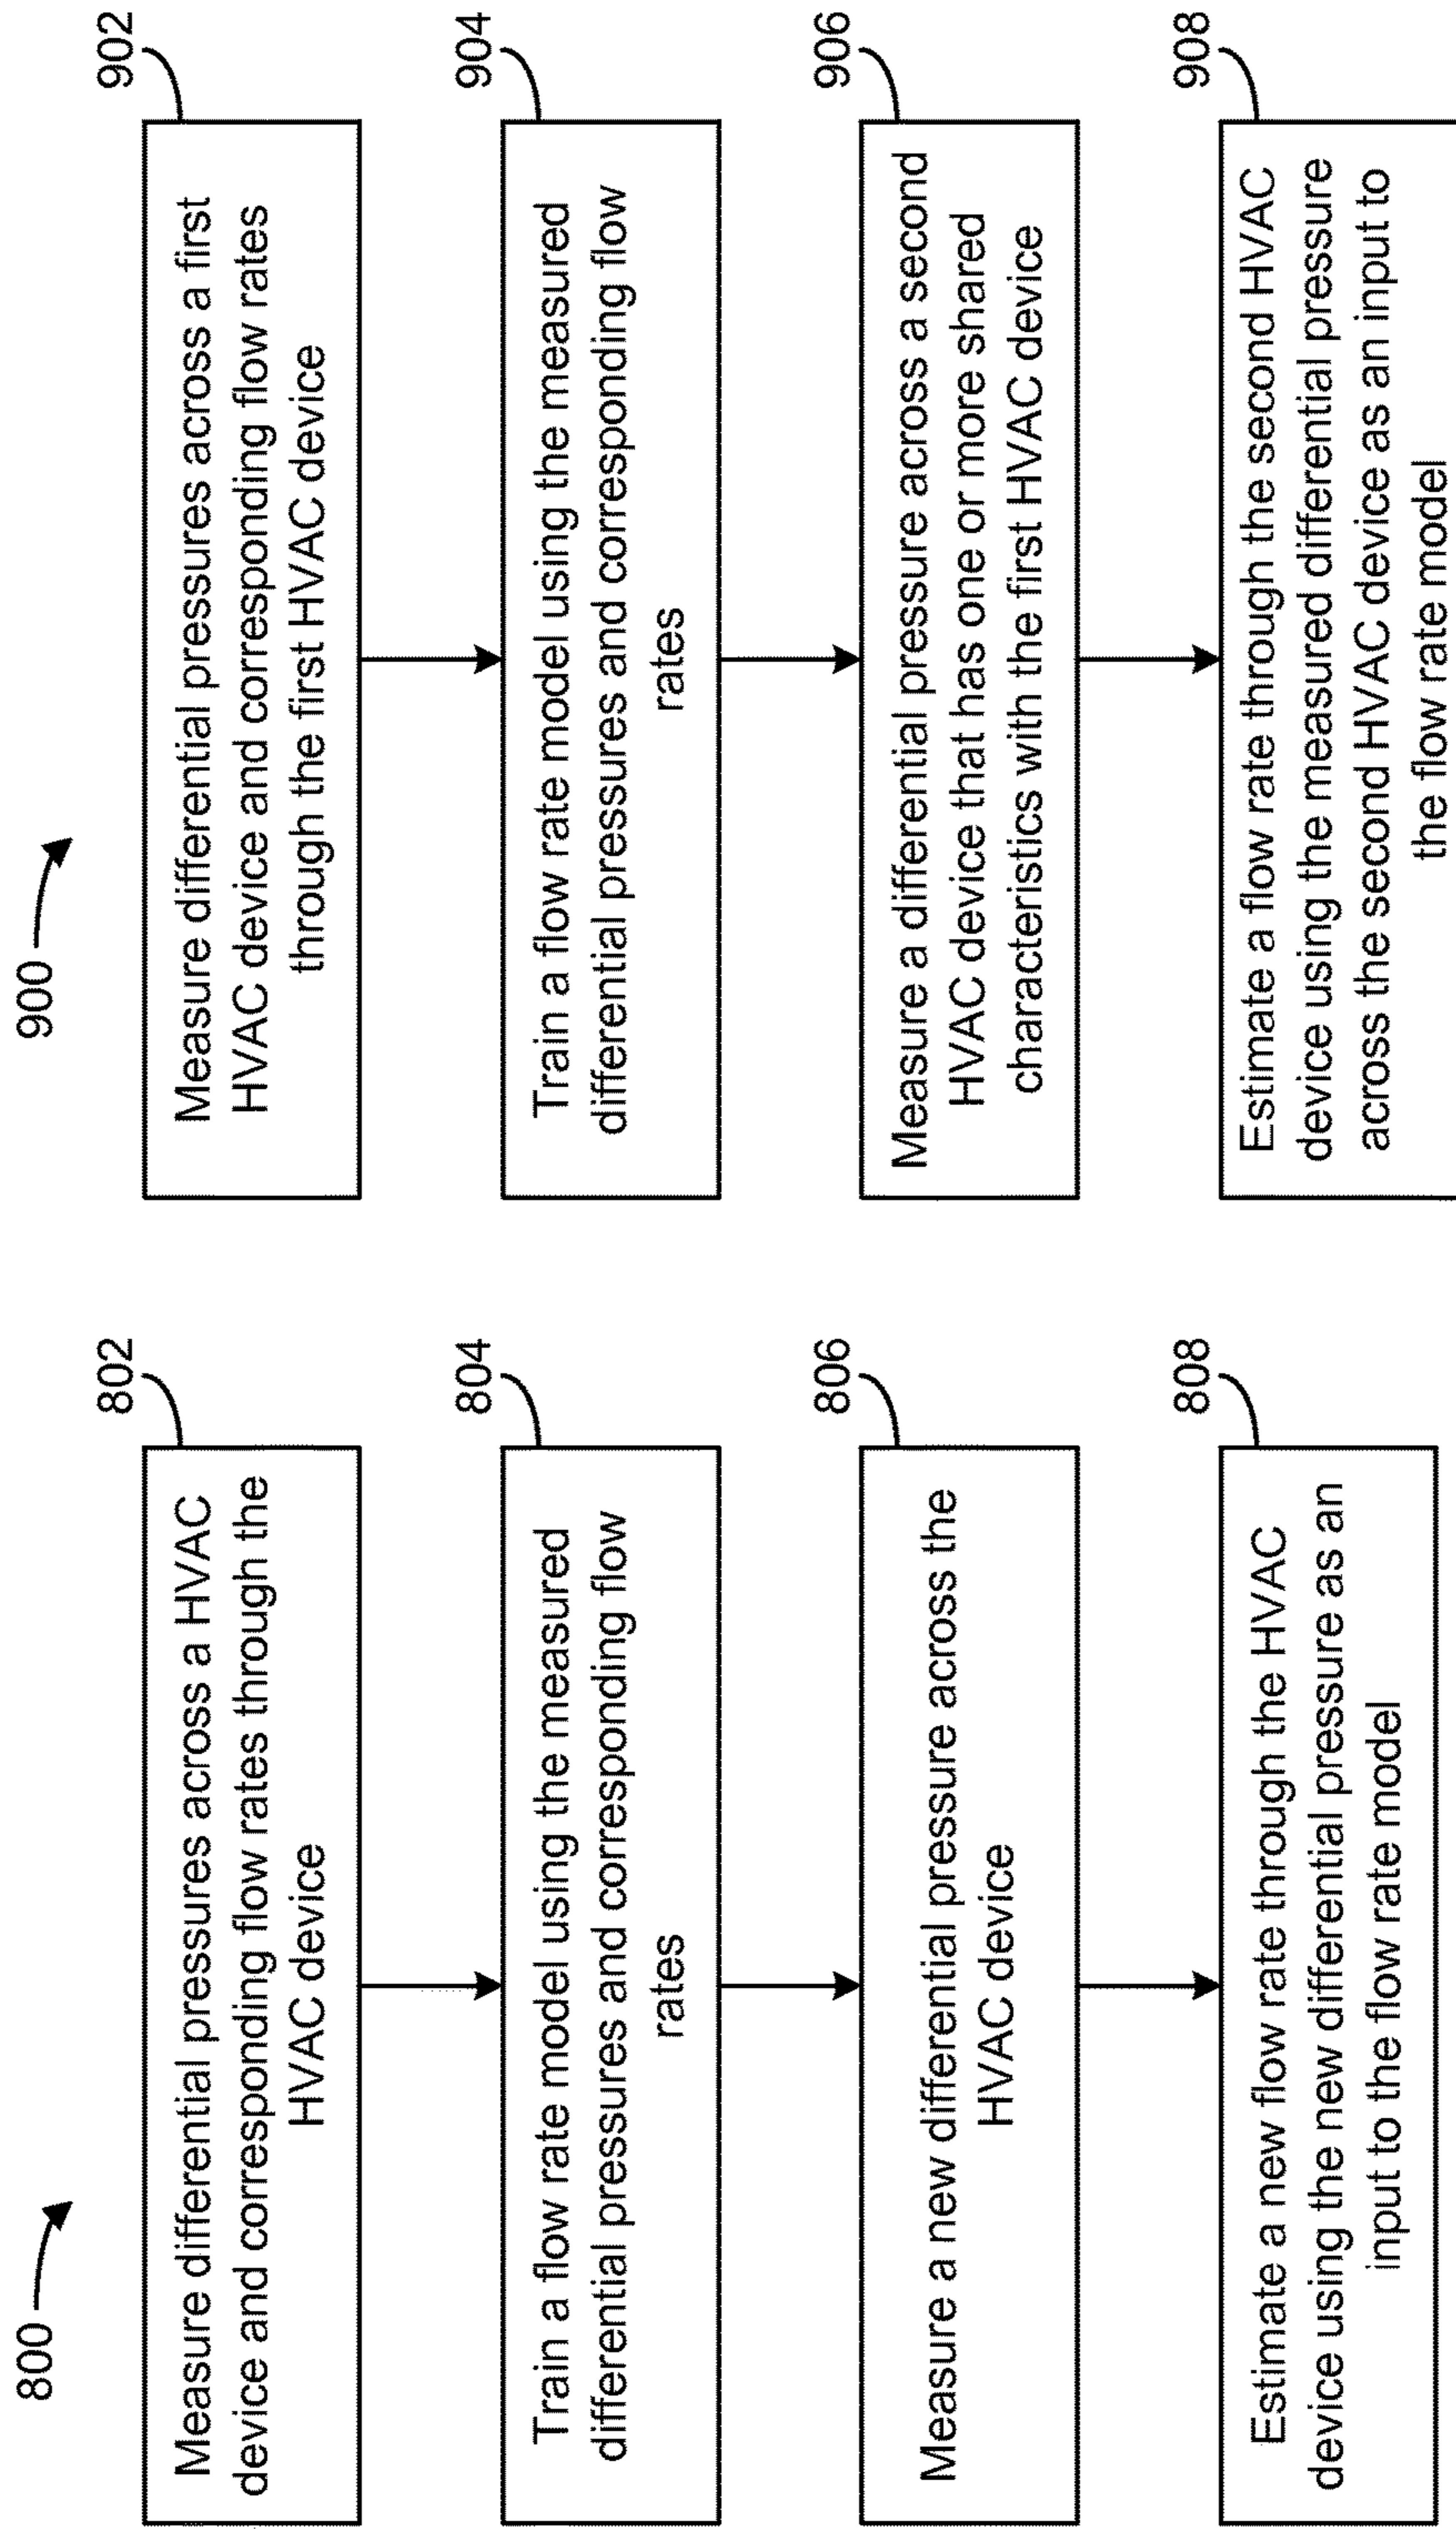 800
802
Measure differential pressures across a HVAC
device and corresponding flow rates through the
HVAC device
804
Train a flow rate model using the measured
differential pressures and corresponding flow
rates
806
Measure a new differential pressure across the
HVAC device
808
Estimate a new flow rate through the HVAC
device using the new differential pressure as an
input to the flow rate model
900
902
Measure differential pressures across a first
HVAC device and corresponding flow rates
through the first HVAC device
904
Train a flow rate model using the measured
differential pressures and corresponding flow
rates
906
Measure a differential pressure across a second
HVAC device that has one or more shared
characteristics with the first HVAC device
908
Estimate a flow rate through the second HVAC
device using the measured differential pressure
across the second HVAC device as an input to
the flow rate model